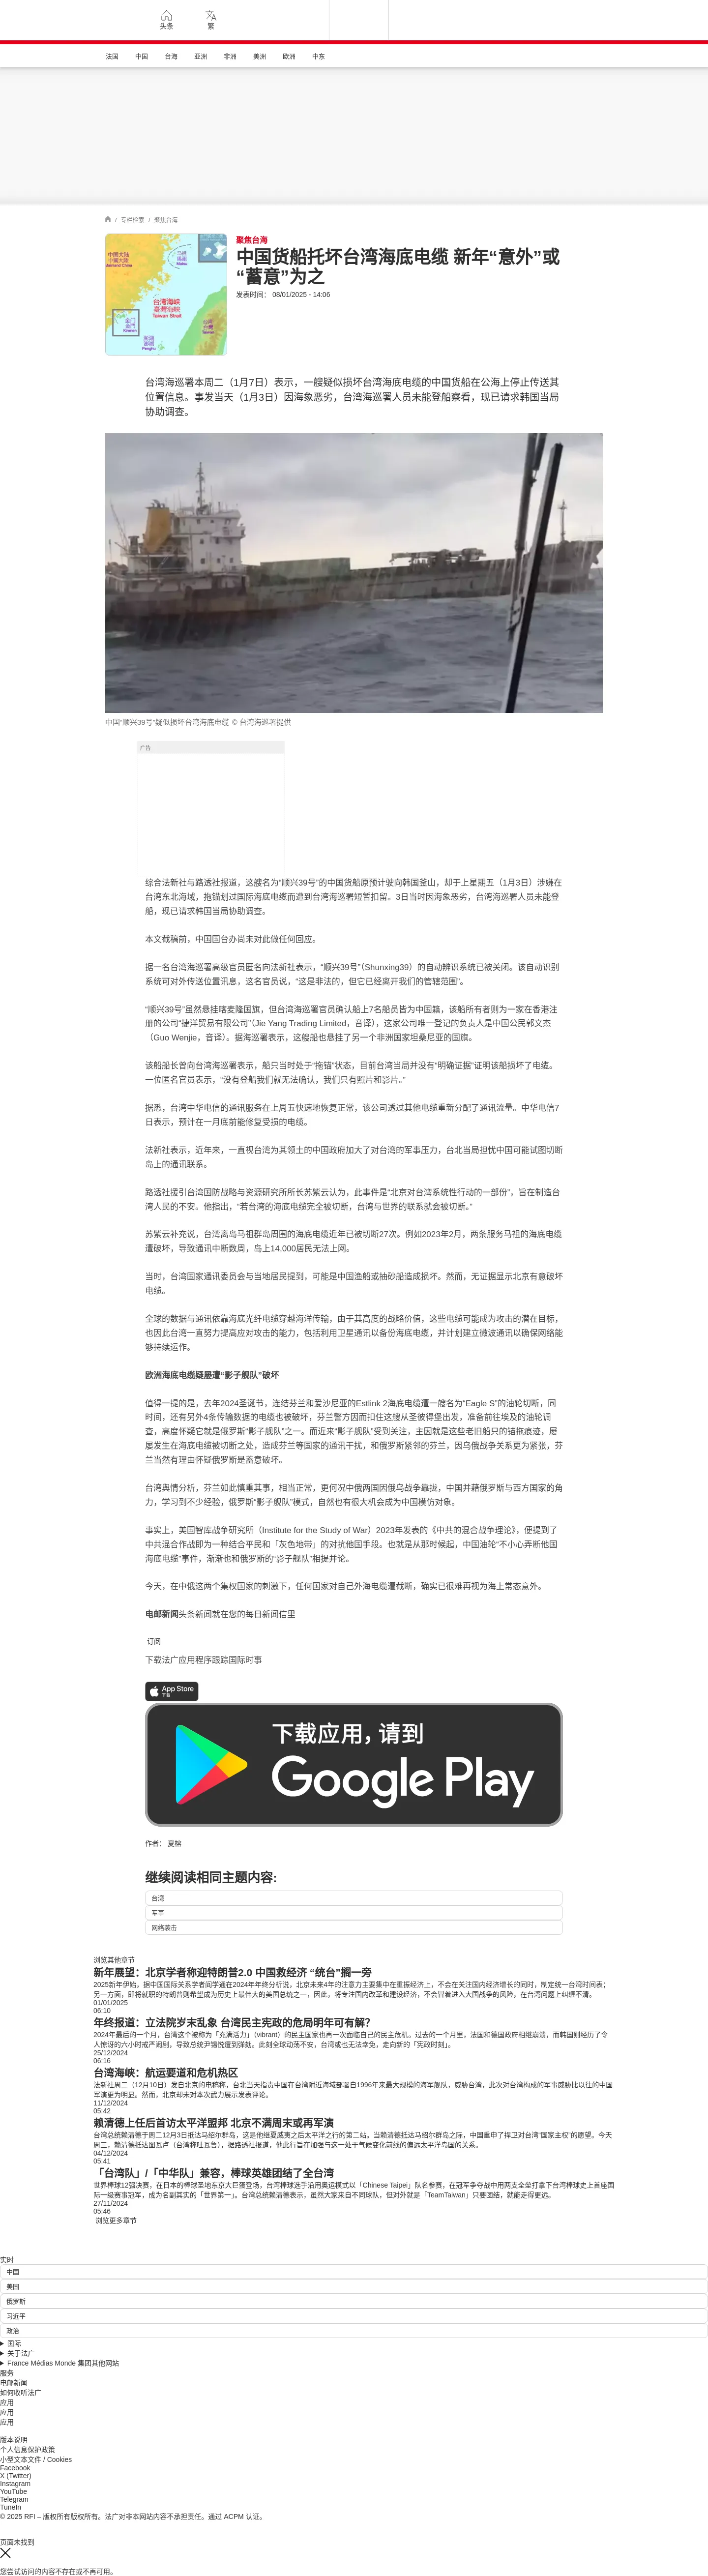 头条
繁
法国
中国
台海
亚洲
非洲
美洲
欧洲
中东
/ 专栏检索 / 聚焦台海
聚焦台海
中国货船托坏台湾海底电缆 新年“意外”或
“蓄意”为之
发表时间： 08/01/2025 - 14:06
台湾海峡
臺灣海峽
Taiwan Strait
台湾海巡署本周二（1月7日）表示，一艘疑似损坏台湾海底电缆的中国货船在公海上停止传送其
位置信息。事发当天（1月3日）因海象恶劣，台湾海巡署人员未能登船察看，现已请求韩国当局
协助调查。
中国“顺兴39号”疑似损坏台湾海底电缆 © 台湾海巡署提供
广告
综合法新社与路透社报道，这艘名为“顺兴39号”的中国货船原预计驶向韩国釜山，却于上星期五（1月3日）涉嫌在
台湾东北海域，拖锚划过国际海底电缆而遭到台湾海巡署短暂扣留。3日当时因海象恶劣，台湾海巡署人员未能登
船，现已请求韩国当局协助调查。
本文截稿前，中国国台办尚未对此做任何回应。
据一名台湾海巡署高级官员匿名向法新社表示，“顺兴39号”（Shunxing39）的自动辨识系统已被关闭。该自动识别
系统可对外传送位置讯息，这名官员说，“这是非法的，但它已经离开我们的管辖范围”。
“顺兴39号”虽然悬挂喀麦隆国旗，但台湾海巡署官员确认船上7名船员皆为中国籍，该船所有者则为一家在香港注
册的公司“捷洋贸易有限公司”（Jie Yang Trading Limited，音译），这家公司唯一登记的负责人是中国公民郭文杰
（Guo Wenjie，音译）。据海巡署表示，这艘船也悬挂了另一个非洲国家坦桑尼亚的国旗。
该船船长曾向台湾海巡署表示，船只当时处于“拖锚”状态，目前台湾当局并没有“明确证据”证明该船损坏了电缆。
一位匿名官员表示，“没有登船我们就无法确认，我们只有照片和影片。”
据悉，台湾中华电信的通讯服务在上周五快速地恢复正常，该公司透过其他电缆重新分配了通讯流量。中华电信7
日表示，预计在一月底前能修复受损的电缆。
法新社表示，近年来，一直视台湾为其领土的中国政府加大了对台湾的军事压力，台北当局担忧中国可能试图切断
岛上的通讯联系。
路透社援引台湾国防战略与资源研究所所长苏紫云认为，此事件是“北京对台湾系统性行动的一部份”，旨在制造台
湾人民的不安。他指出，“若台湾的海底电缆完全被切断，台湾与世界的联系就会被切断。”
苏紫云补充说，台湾离岛马祖群岛周围的海底电缆近年已被切断27次。例如2023年2月，两条服务马祖的海底电缆
遭破坏，导致通讯中断数周，岛上14,000居民无法上网。
当时，台湾国家通讯委员会与当地居民提到，可能是中国渔船或抽砂船造成损坏。然而，无证据显示北京有意破坏
电缆。
全球的数据与通讯依靠海底光纤电缆穿越海洋传输，由于其高度的战略价值，这些电缆可能成为攻击的潜在目标，
也因此台湾一直努力提高应对攻击的能力，包括利用卫星通讯以备份海底电缆，并计划建立微波通讯以确保网络能
够持续运作。
欧洲海底电缆疑屡遭“影子舰队”破坏
值得一提的是，去年2024圣诞节，连结芬兰和爱沙尼亚的Estlink 2海底电缆遭一艘名为“Eagle S”的油轮切断，同
时间，还有另外4条传输数据的电缆也被破坏，芬兰警方因而扣住这艘从圣彼得堡出发，准备前往埃及的油轮调
查，高度怀疑它就是俄罗斯“影子舰队”之一。而近来“影子舰队”受到关注，主因就是这些老旧船只的锚拖痕迹，屡
屡发生在海底电缆被切断之处，造成芬兰等国家的通讯干扰，和俄罗斯紧邻的芬兰，因乌俄战争关系更为紧张，芬
兰当然有理由怀疑俄罗斯是蓄意破坏。
台湾舆情分析，芬兰如此慎重其事，相当正常，更何况中俄两国因俄乌战争靠拢，中国并藉俄罗斯与西方国家的角
力，学习到不少经验，俄罗斯“影子舰队”模式，自然也有很大机会成为中国模仿对象。
事实上，美国智库战争研究所（Institute for the Study of War）2023年发表的《中共的混合战争理论》，便提到了
中共混合作战即为一种结合平民和「灰色地带」的对抗他国手段。也就是从那时候起，中国油轮“不小心弄断他国
海底电缆”事件，渐渐也和俄罗斯的“影子舰队”相提并论。
今天，在中俄这两个集权国家的刺激下，任何国家对自己外海电缆遭截断，确实已很难再视为海上常态意外。
电邮新闻头条新闻就在您的每日新闻信里
订阅
下载法广应用程序跟踪国际时事
App Store
下载
下载应用，请到
Google Play
作者： 夏榕
继续阅读相同主题内容:
台湾
军事
网络袭击
浏览其他章节
新年展望：北京学者称迎特朗普2.0 中国救经济 “统台”搁一旁
2025新年伊始，据中国国际关系学者阎学通在2024年年终分析说，北京未来4年的注意力主要集中在重振经济上，不会在关注国内经济增长的同时，制定统一台湾时间表；
另一方面，即将就职的特朗普则希望成为历史上最伟大的美国总统之一，因此，将专注国内改革和建设经济，不会冒着进入大国战争的风险，在台湾问题上纠缠不清。
01/01/2025
06:10
年终报道：立法院岁末乱象 台湾民主宪政的危局明年可有解？
2024年最后的一个月，台湾这个被称为「充满活力」（vibrant）的民主国家也再一次面临自己的民主危机。过去的一个月里，法国和德国政府相继崩溃，而韩国则经历了令
人惊讶的六小时戒严闹剧，导致总统尹锡悦遭到弹劾。此刻全球动荡不安，台湾或也无法幸免，走向新的「宪政时刻」。
25/12/2024
06:16
台湾海峡：航运要道和危机热区
法新社周二（12月10日）发自北京的电稿称，台北当天指责中国在台湾附近海域部署自1996年来最大规模的海军舰队，威胁台湾，此次对台湾构成的军事威胁比以往的中国
军演更为明显。然而，北京却未对本次武力展示发表评论。
11/12/2024
05:42
赖清德上任后首访太平洋盟邦 北京不满周末或再军演
台湾总统赖清德于周二12月3日抵达马绍尔群岛，这是他继夏威夷之后太平洋之行的第二站。当赖清德抵达马绍尔群岛之际，中国重申了捍卫对台湾“国家主权”的愿望。今天
周三，赖清德抵达图瓦卢（台湾称吐瓦鲁），据路透社报道，他此行旨在加强与这一处于气候变化前线的偏远太平洋岛国的关系。
04/12/2024
05:41
「台湾队」/「中华队」兼容，棒球英雄团结了全台湾
世界棒球12强决赛，在日本的棒球圣地东京大巨蛋登场，台湾棒球选手沿用奥运模式以「Chinese Taipei」队名参赛，在冠军争夺战中用两支全垒打拿下台湾棒球史上首座国
际一级赛事冠军，成为名副其实的「世界第一」。台湾总统赖清德表示，虽然大家来自不同球队，但对外就是「TeamTaiwan」只要团结，就能走得更远。
27/11/2024
05:46
浏览更多章节
实时
中国
美国
俄罗斯
习近平
政治
国际
关于法广
France Médias Monde 集团其他网站
服务
电邮新闻
如何收听法广
应用
应用
应用
版本说明
个人信息保护政策
小型文本文件 / Cookies
Facebook
X (Twitter)
Instagram
YouTube
Telegram
TuneIn
© 2025 RFI – 版权所有版权所有。法广对非本网站内容不承担责任。通过 ACPM 认证。
页面未找到
您尝试访问的内容不存在或不再可用。